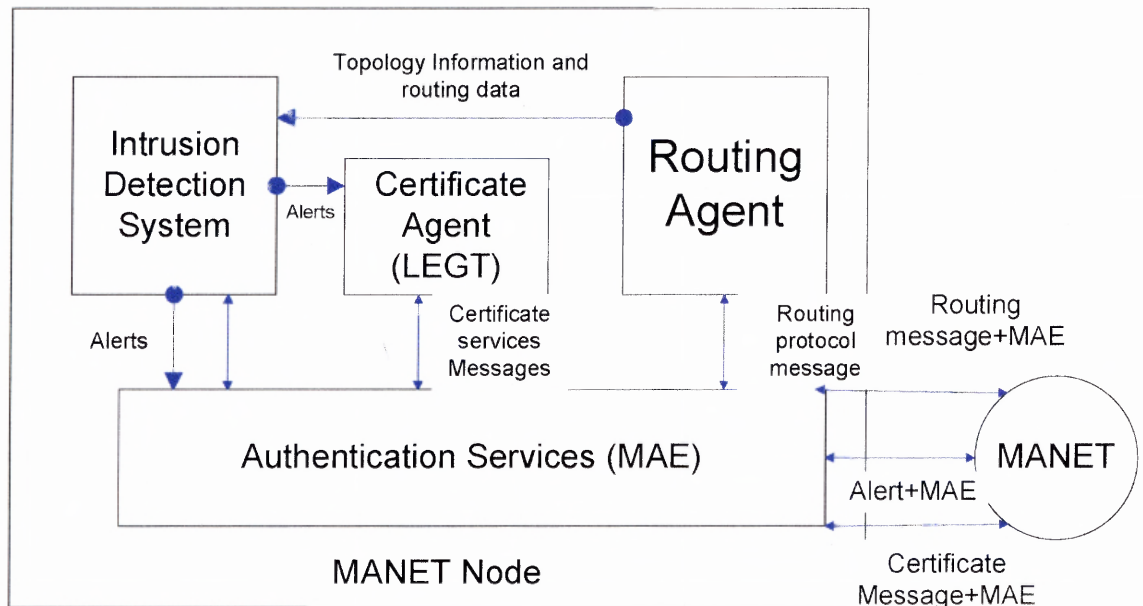 Topology Information and
routing data
Intrusion
Detection
System
Alerts
Certificate
Agent
(LEGT)
Routing
Agent
Alerts
Certificate
services
Messages
Routing
protocol
message
Routing
message+MAE
Authentication Services (MAE)
MANET
Alert+MAE
MANET Node
Certificate
Message+MAE